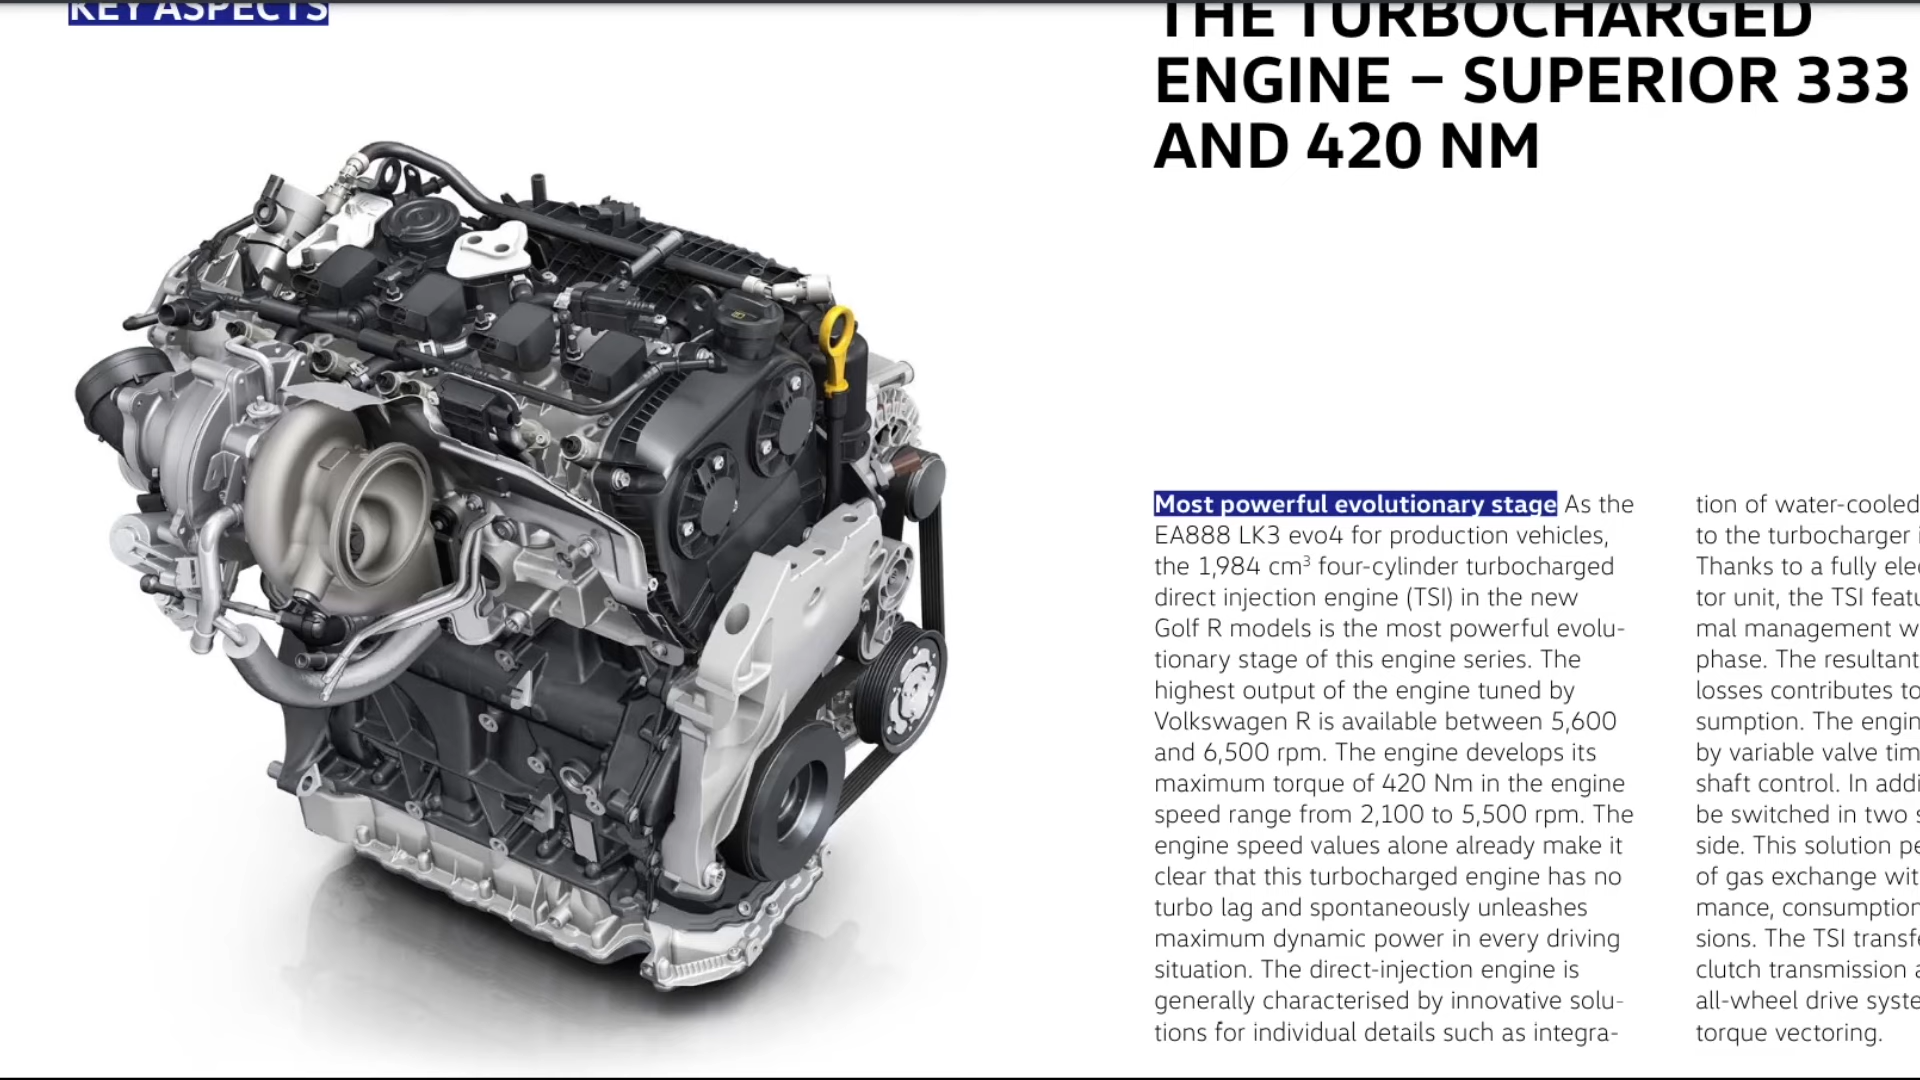 KEY ASPECTS
THE TURBOCHARGED
ENGINE – SUPERIOR 333
AND 420 NM
Most powerful evolutionary stage As the
EA888 LK3 evo4 for production vehicles,
the 1,984 cm³ four-cylinder turbocharged
direct injection engine (TSI) in the new
Golf R models is the most powerful evolu-
tionary stage of this engine series. The
highest output of the engine tuned by
Volkswagen R is available between 5,600
and 6,500 rpm. The engine develops its
maximum torque of 420 Nm in the engine
speed range from 2,100 to 5,500 rpm. The
engine speed values alone already make it
clear that this turbocharged engine has no
turbo lag and spontaneously unleashes
maximum dynamic power in every driving
situation. The direct-injection engine is
generally characterised by innovative solu-
tions for individual details such as integra-
tion of water-cooled
to the turbocharger
Thanks to a fully
tor unit, the TSI
mal management
phase. The resultant
losses contributes to
sumption. The
by variable valve
shaft control. In
be switched in two
side. This solution
of gas exchange
mance, consumption
sions. The TSI
clutch transmission
all-wheel drive
torque vectoring.